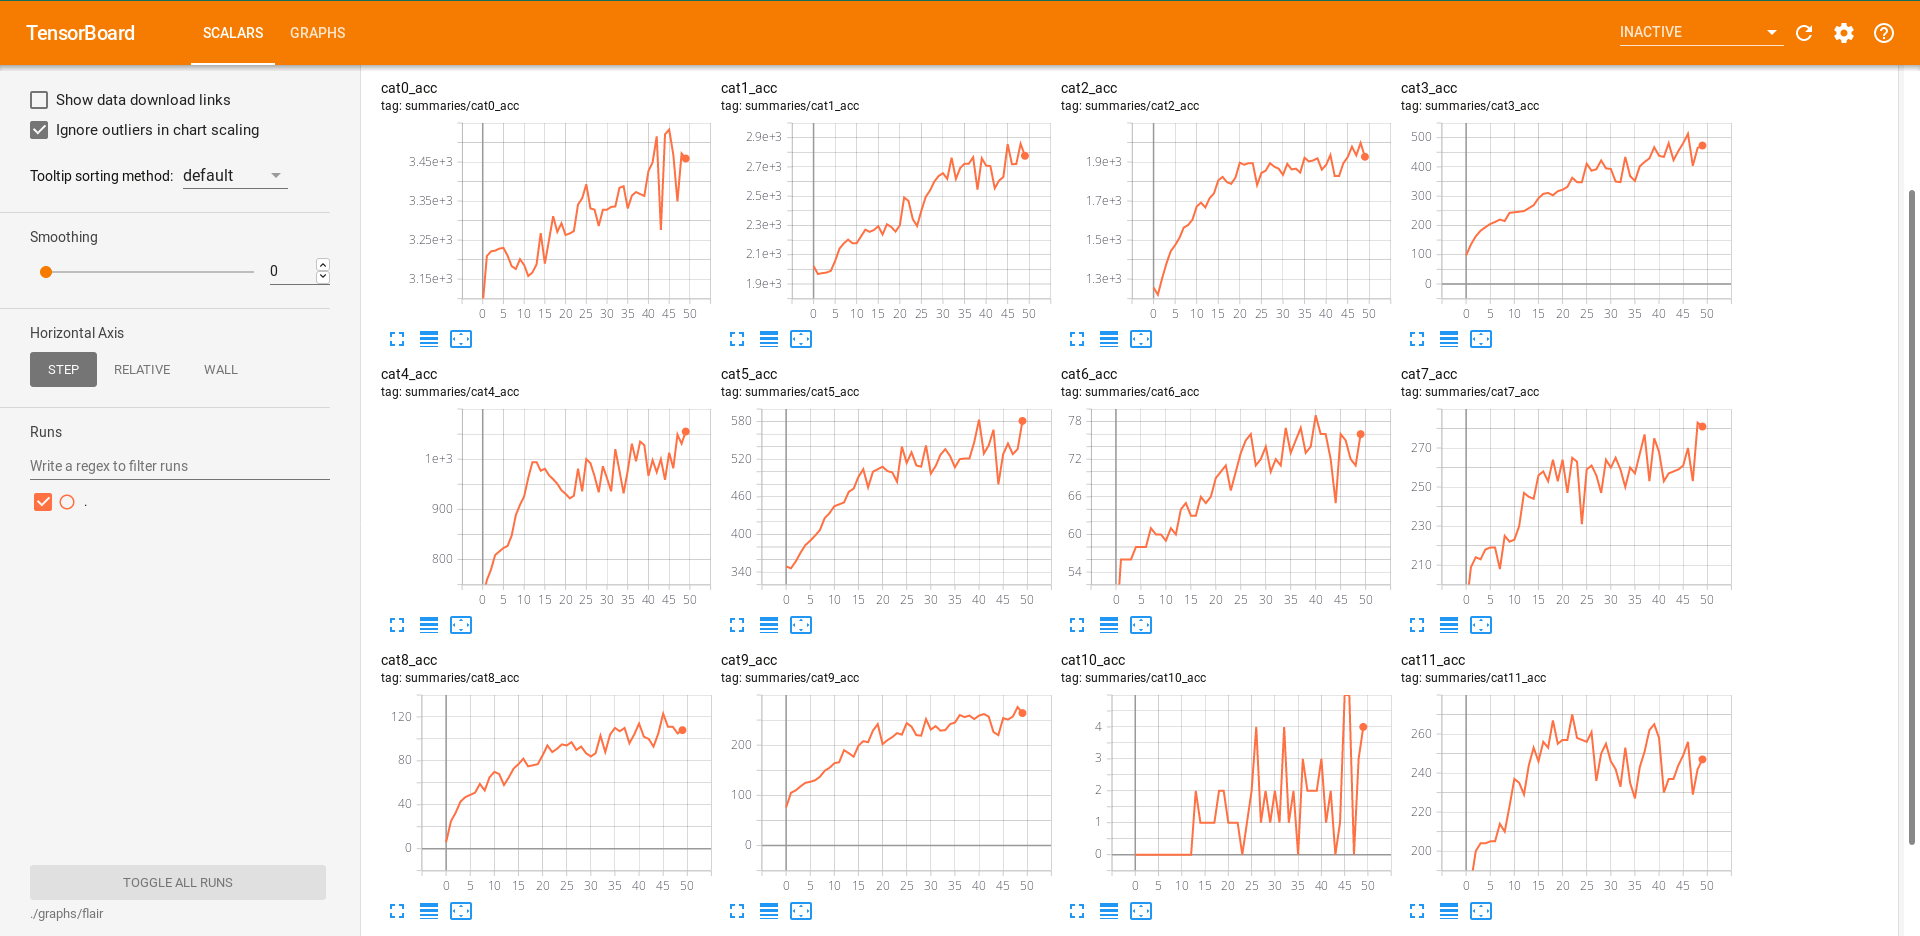 TensorBoard SCALARS GRAPHS INACTIVE
Show data download links
Ignore outliers in chart scaling
Tooltip sorting method: default
Smoothing
0
Horizontal Axis
STEP RELATIVE WALL
Runs
Write a regex to filter runs
.
TOGGLE ALL RUNS
./graphs/flair
cat0_acc
tag: summaries/cat0_acc
3.45e+3
3.35e+3
3.25e+3
3.15e+3
0 5 10 15 20 25 30 35 40 45 50
cat1_acc
tag: summaries/cat1_acc
2.9e+3
2.7e+3
2.5e+3
2.3e+3
2.1e+3
1.9e+3
0 5 10 15 20 25 30 35 40 45 50
cat2_acc
tag: summaries/cat2_acc
1.9e+3
1.7e+3
1.5e+3
1.3e+3
0 5 10 15 20 25 30 35 40 45 50
cat3_acc
tag: summaries/cat3_acc
500
400
300
200
100
0
0 5 10 15 20 25 30 35 40 45 50
cat4_acc
tag: summaries/cat4_acc
1e+3
900
800
0 5 10 15 20 25 30 35 40 45 50
cat5_acc
tag: summaries/cat5_acc
580
520
460
400
340
0 5 10 15 20 25 30 35 40 45 50
cat6_acc
tag: summaries/cat6_acc
78
72
66
60
54
0 5 10 15 20 25 30 35 40 45 50
cat7_acc
tag: summaries/cat7_acc
270
250
230
210
0 5 10 15 20 25 30 35 40 45 50
cat8_acc
tag: summaries/cat8_acc
120
80
40
0
0 5 10 15 20 25 30 35 40 45 50
cat9_acc
tag: summaries/cat9_acc
200
100
0
0 5 10 15 20 25 30 35 40 45 50
cat10_acc
tag: summaries/cat10_acc
4
3
2
1
0
0 5 10 15 20 25 30 35 40 45 50
cat11_acc
tag: summaries/cat11_acc
260
240
220
200
0 5 10 15 20 25 30 35 40 45 50